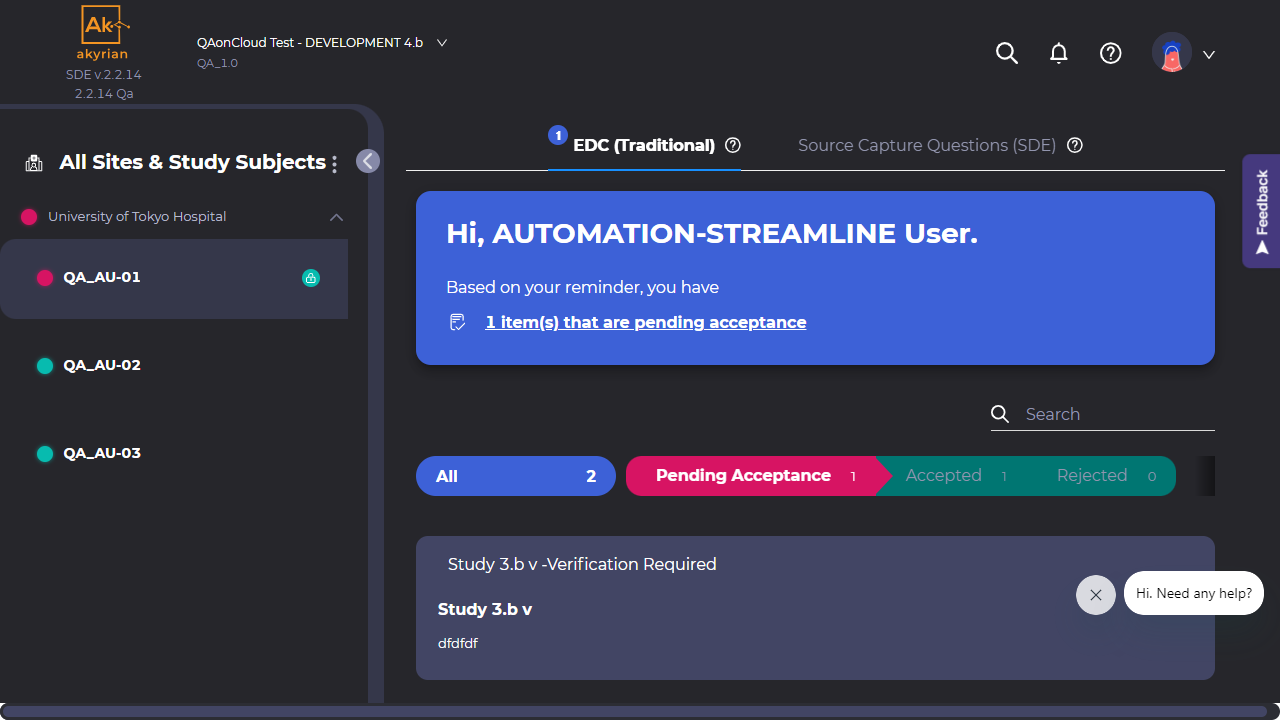 Ak
akyrian
SDE v.2.2.14
2.2.14 Qa
QAonCloud Test - DEVELOPMENT 4.b
QA_1.0
All Sites & Study Subjects
University of Tokyo Hospital
QA_AU-01
QA_AU-02
QA_AU-03
1 EDC (Traditional)
Source Capture Questions (SDE)
Feedback
Hi, AUTOMATION-STREAMLINE User.
Based on your reminder, you have
1 item(s) that are pending acceptance
Search
All 2
Pending Acceptance 1
Accepted 1
Rejected 0
Study 3.b v -Verification Required
Study 3.b v
dfdfdf
Hi. Need any help?